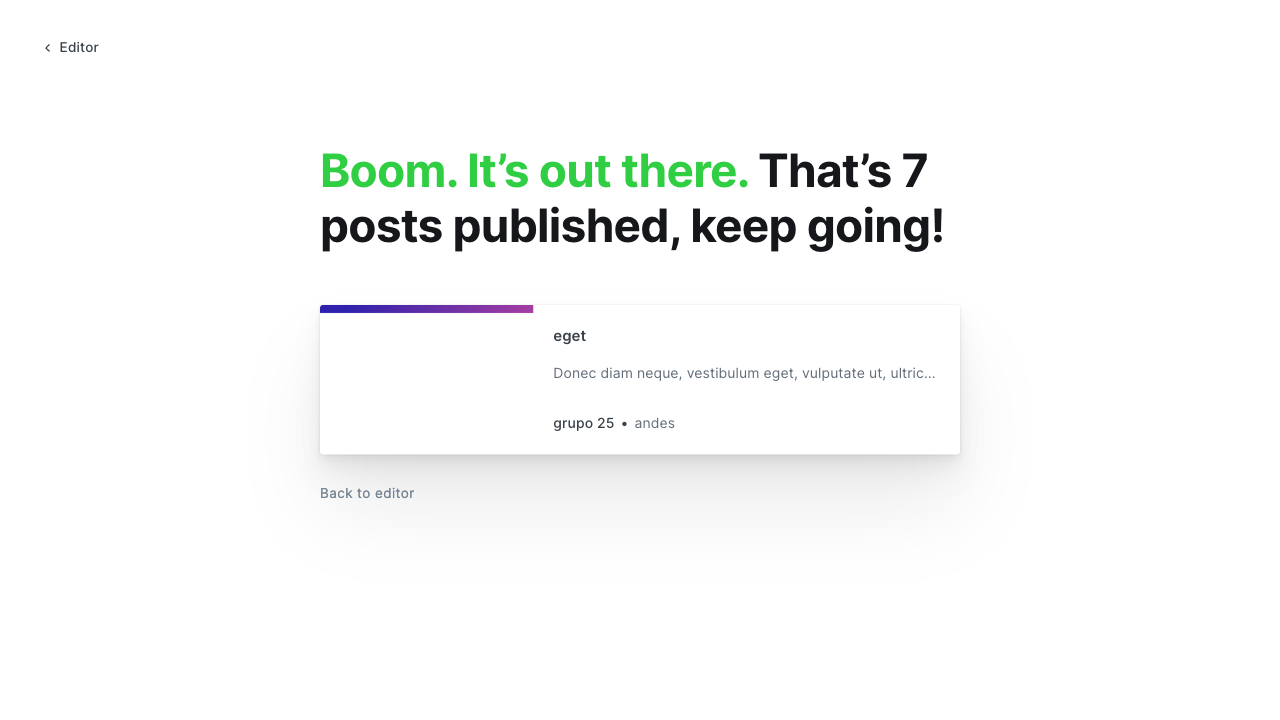 Editor
Boom. It’s out there. That’s 7
posts published, keep going!
eget
Donec diam neque, vestibulum eget, vulputate ut, ultric…
grupo 25 • andes
Back to editor